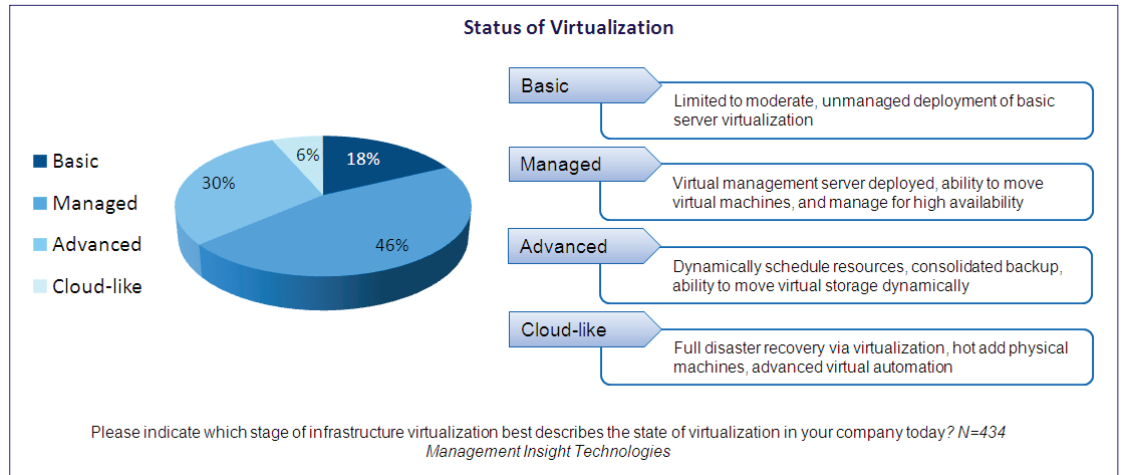 Status of Virtualization
Basic
Managed
Advanced
Cloud-like
6%
18%
30%
46%
Basic
Limited to moderate, unmanaged deployment of basic
server virtualization
Managed
Virtual management server deployed, ability to move
virtual machines, and manage for high availability
Advanced
Dynamically schedule resources, consolidated backup,
ability to move virtual storage dynamically
Cloud-like
Full disaster recovery via virtualization, hot add physical
machines, advanced virtual automation
Please indicate which stage of infrastructure virtualization best describes the state of virtualization in your company today? N=434
Management Insight Technologies